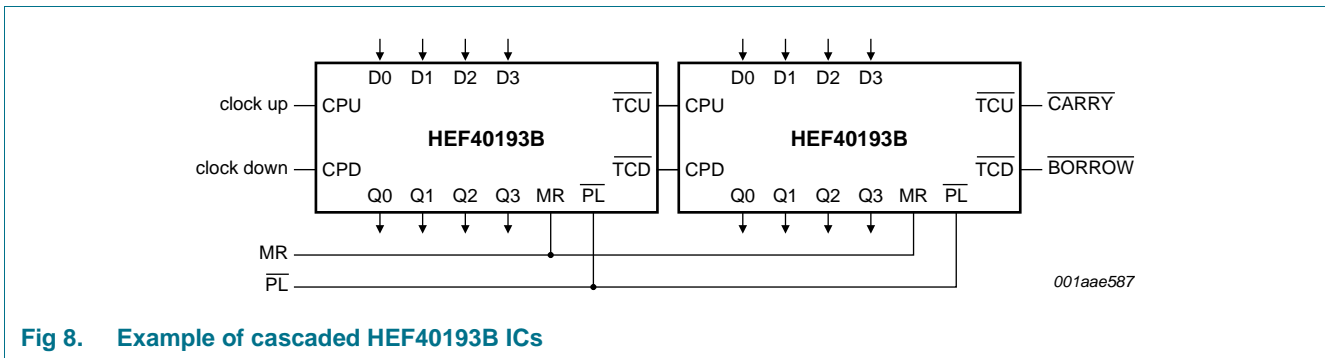 D0 D1 D2 D3 D0 D1 D2 D3
clock up CPU TCU CPU TCU CARRY
HEF40193B HEF40193B
clock down CPD TCD CPD TCD BORROW
Q0 Q1 Q2 Q3 MR PL Q0 Q1 Q2 Q3 MR PL
MR
PL 001aae587
Fig 8. Example of cascaded HEF40193B ICs